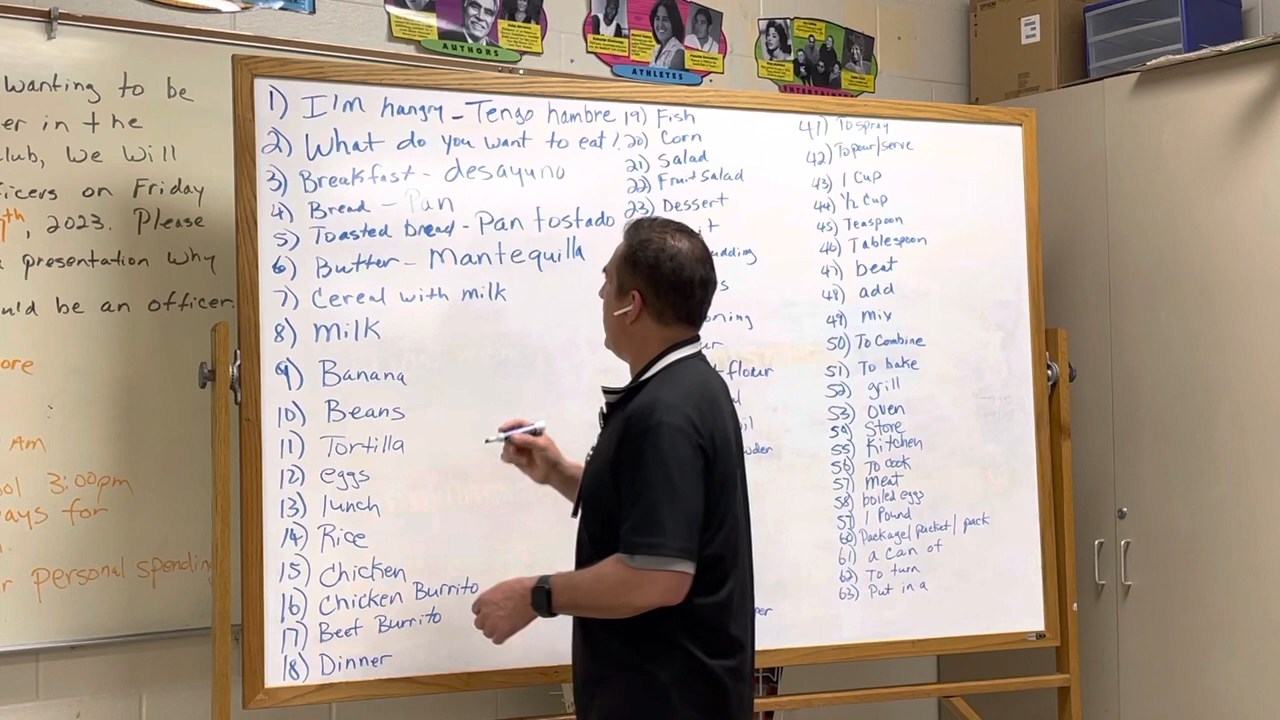 AUTHORS
ATHLETES
wanting to be
er in the
club, we will
ficers on Friday
th, 2023. Please
presentation why
uld be an officer.
ore
AM
ol 3:00pm
ays for
r personal spending
1) I'm hangry - Tengo hambre
2) What do you want to eat?
3) Breakfast - desayuno
4) Bread - Pan
5) Toasted bread - Pan tostado
6) Butter - Mantequilla
7) Cereal with milk
8) Milk
9) Banana
10) Beans
11) Tortilla
12) eggs
13) lunch
14) Rice
15) Chicken
16) Chicken Burrito
17) Beef Burrito
18) Dinner
19) Fish
20) Corn
21) Salad
22) Fruit Salad
23) Dessert
it
udding
s
oning
ur
flour
il
wder
per
41) To spray
42) To pour/serve
43) 1 Cup
44) 1/2 Cup
45) Teaspoon
46) Tablespoon
47) beat
48) add
49) mix
50) To Combine
51) To bake
52) grill
53) Oven
54) Store
55) Kitchen
56) To cook
57) meat
58) boiled eggs
59) 1 Pound
60) Package/packet/pack
61) a can of
62) To turn
63) Put in a